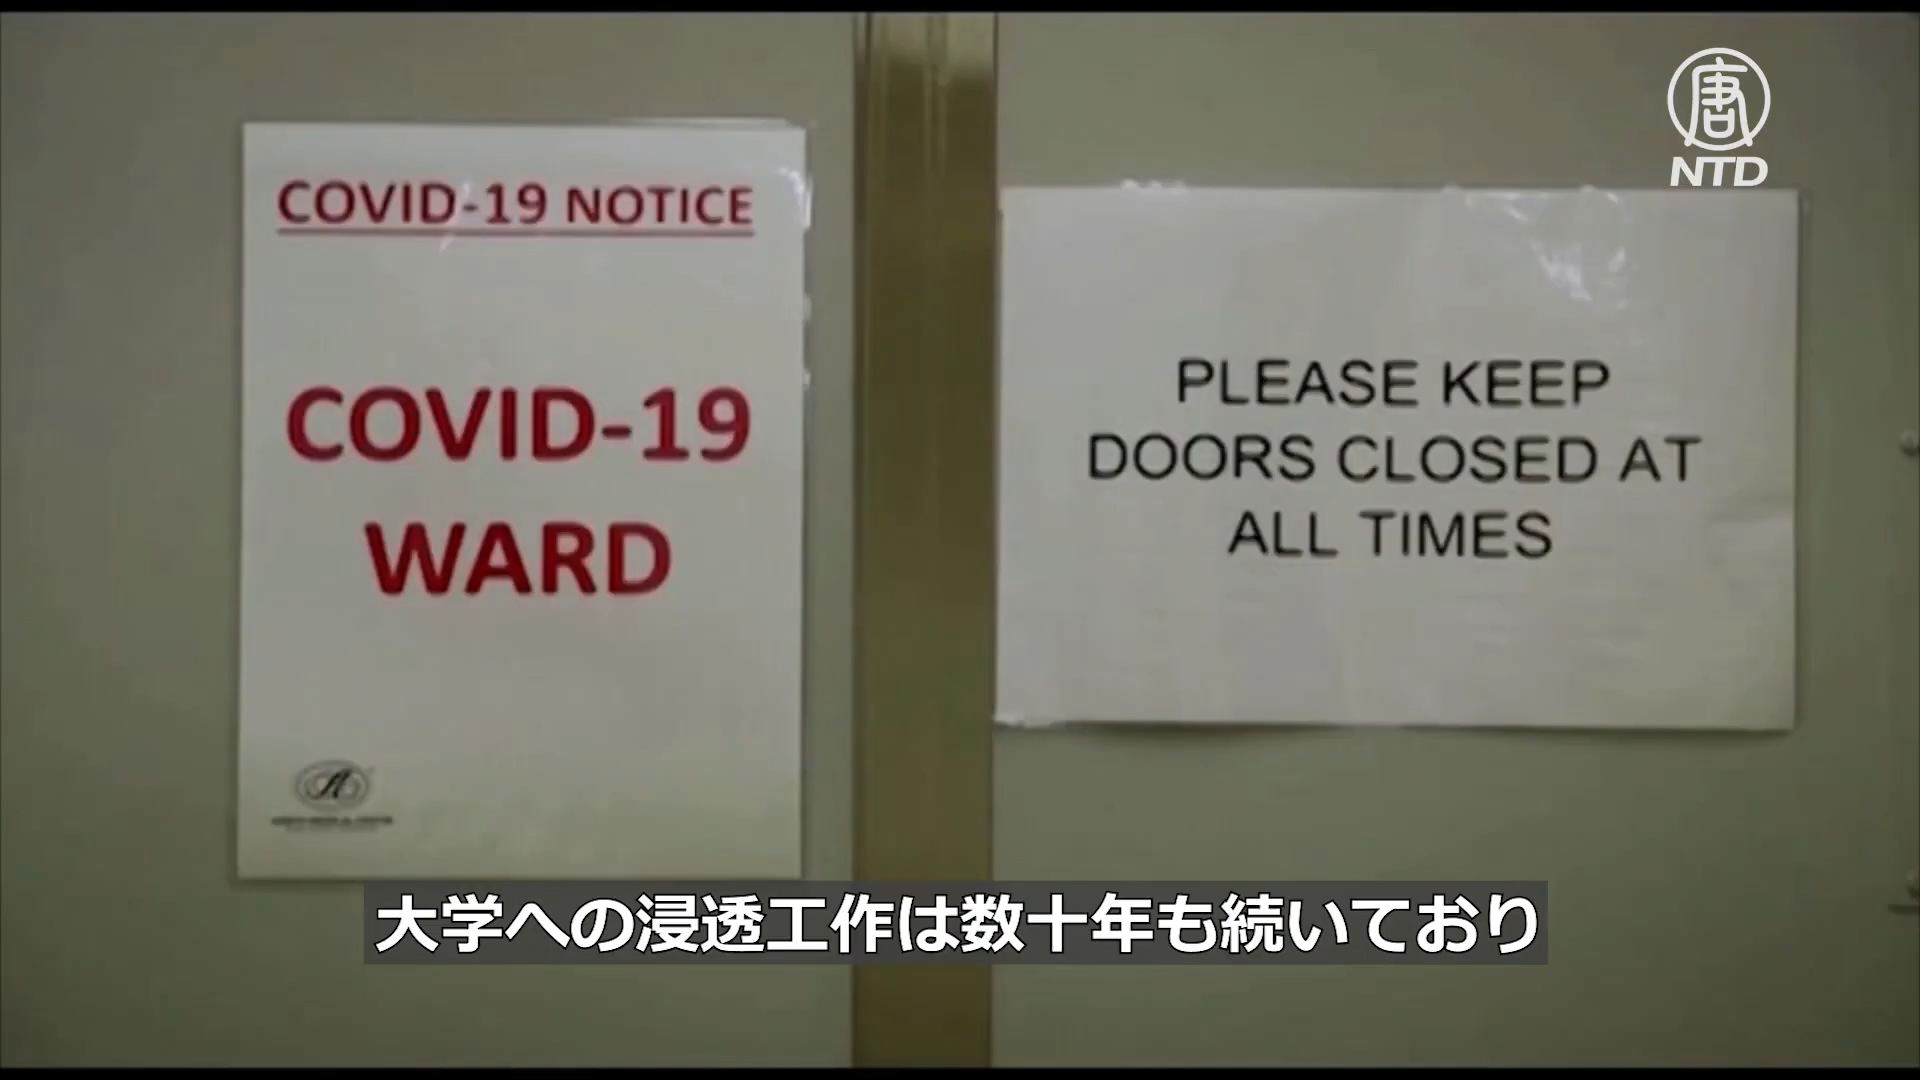 唐
NTD
COVID-19 NOTICE
COVID-19
WARD
PLEASE KEEP
DOORS CLOSED AT
ALL TIMES
大学への浸透工作は数十年も続いており